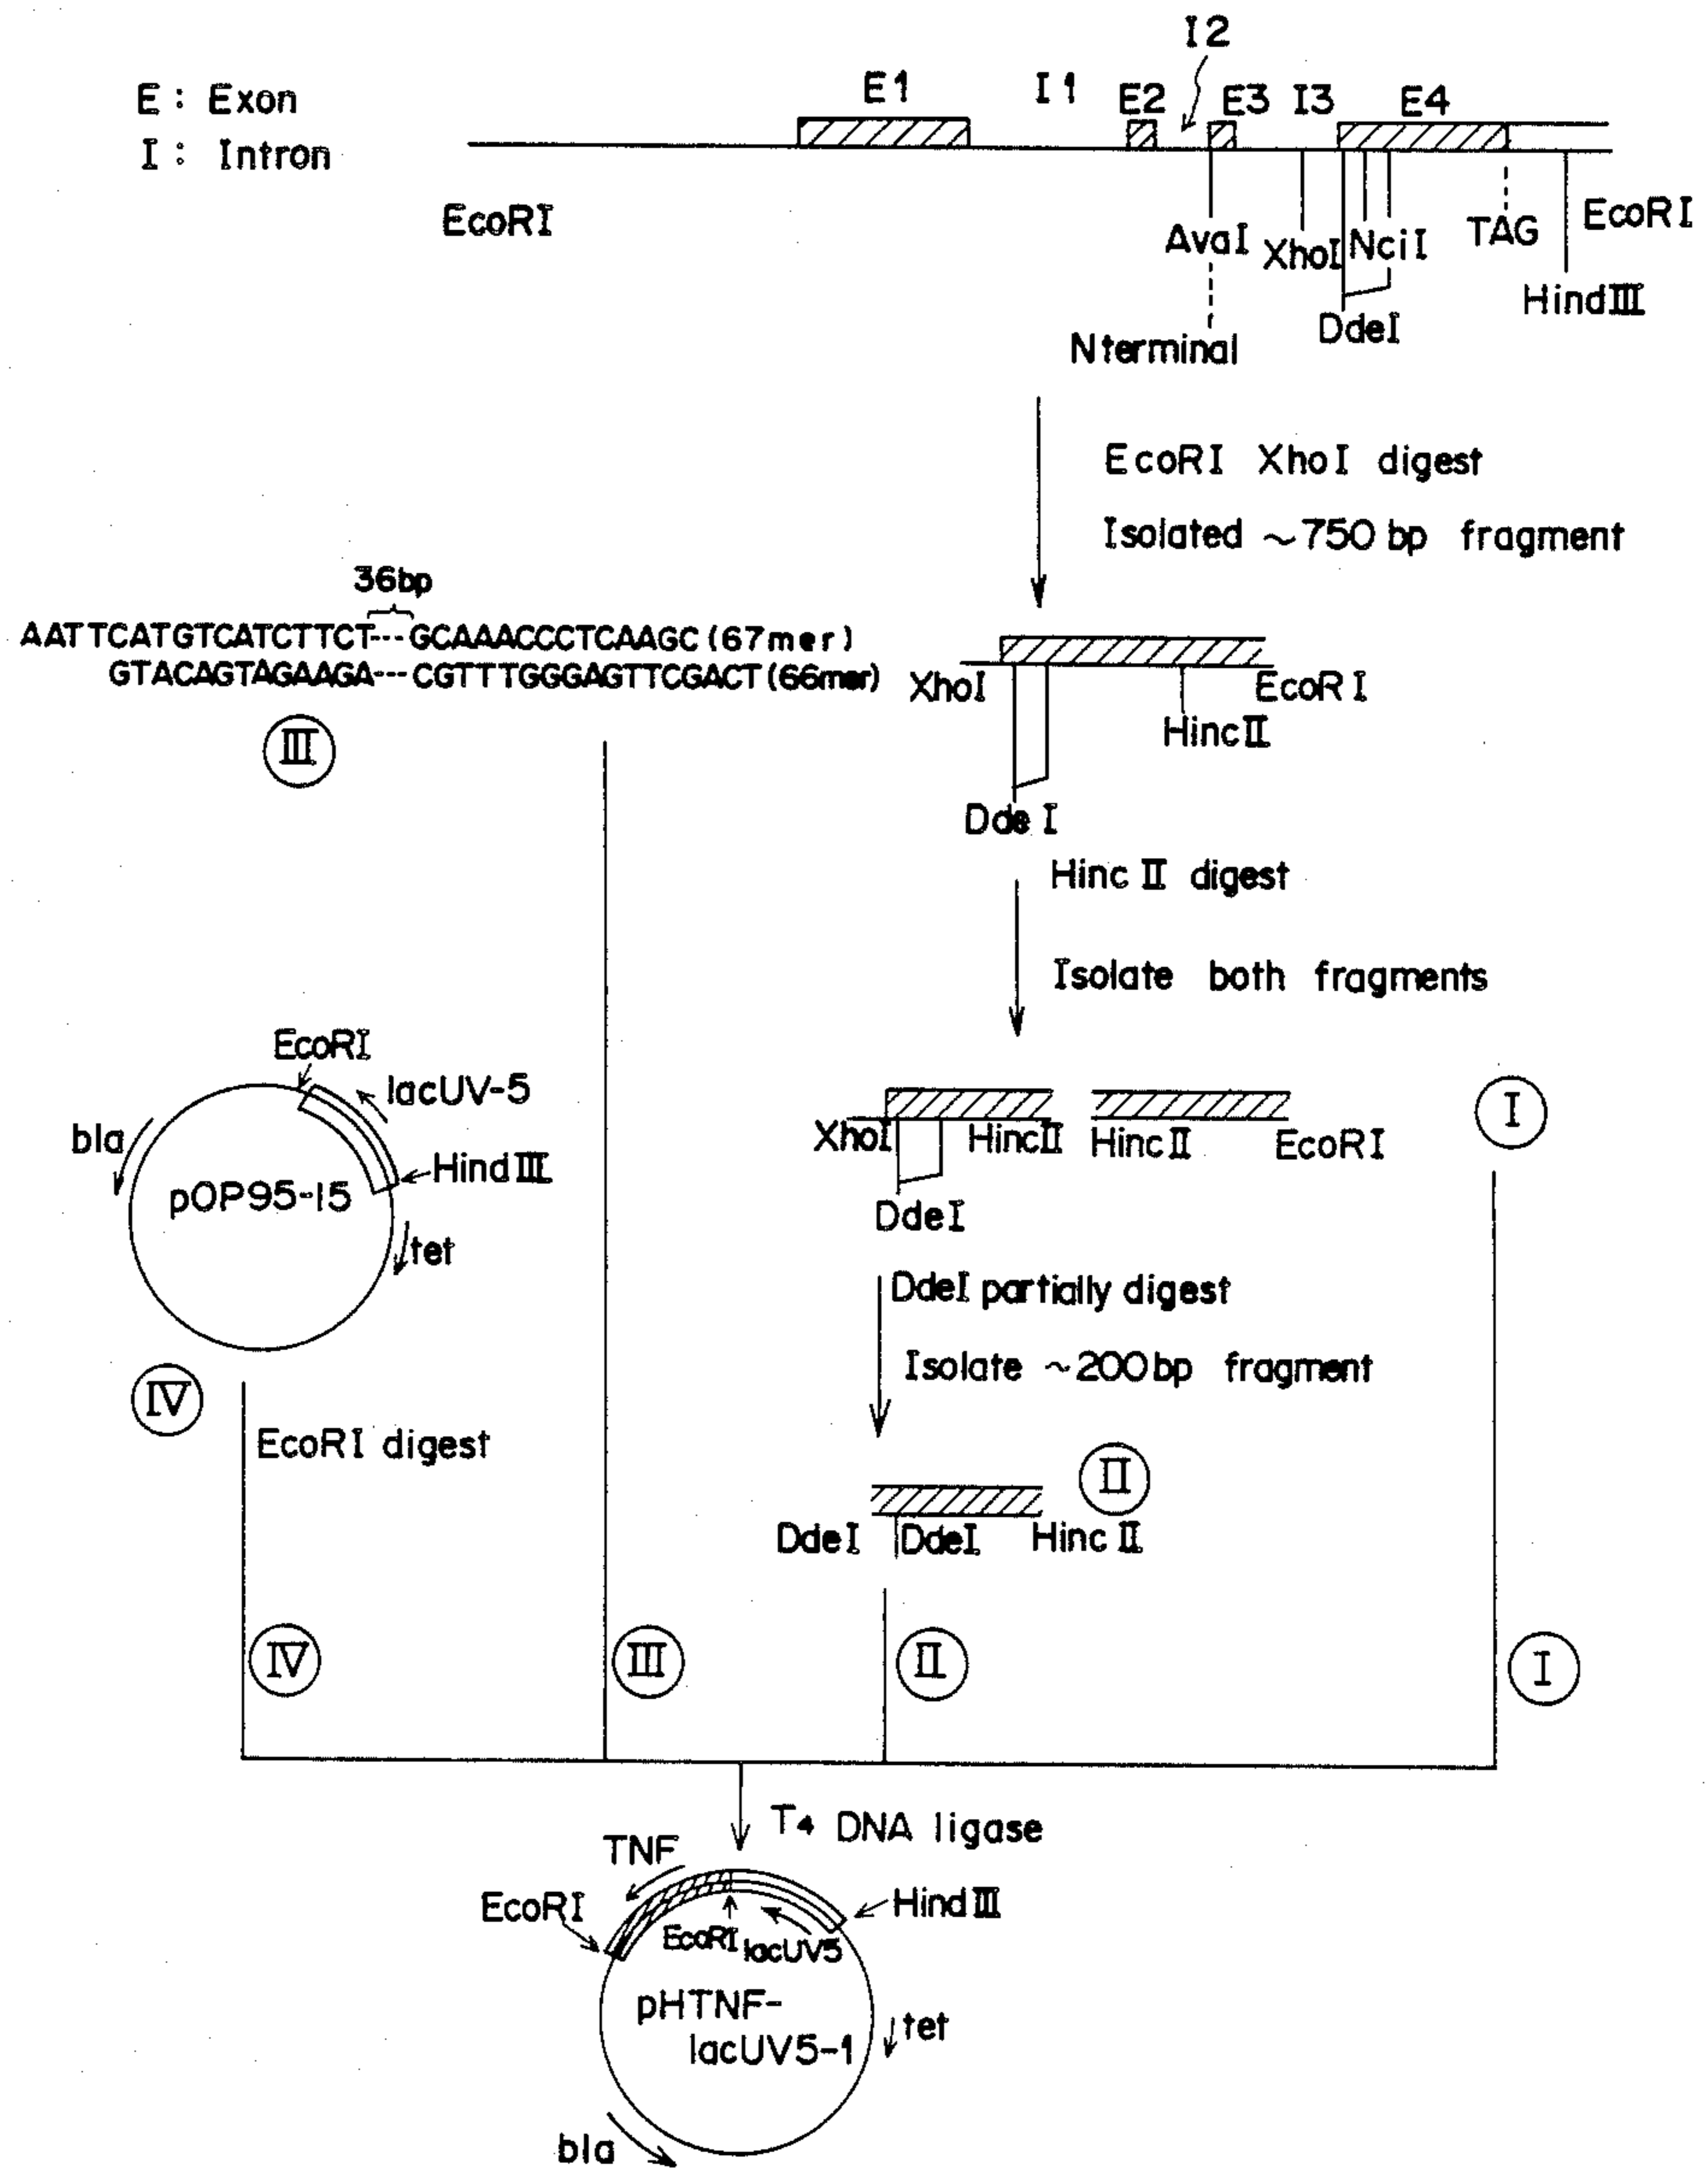 I2
E : Exon
E1
I1
E2
E3
I3
E4
I : Intron
EcoRI
AvaI
XhoI
NciI
TAG
EcoRI
HindIII
DdeI
N terminal
EcoRI XhoI digest
Isolated ~750 bp fragment
36bp
AATTCATGTCATCTTCT---GCAAACCCTCAAGC (67mer)
GTACAGTAGAAGA---CGTTTGGGAGTTCGACT (66mer)
III
XhoI
EcoRI
HincII
DdeI
HincII digest
Isolate both fragments
EcoRI
lacUV-5
bla
HindIII
pOP95-15
tet
XhoI
HincII
HincII
EcoRI
I
DdeI
DdeI partially digest
Isolate ~200bp fragment
IV
EcoRI digest
II
DdeI
DdeI
HincII
IV
III
II
I
T4 DNA ligase
TNF
EcoRI
HindIII
EcoRI
lacUV5
pHTNF-
lacUV5-1
tet
bla